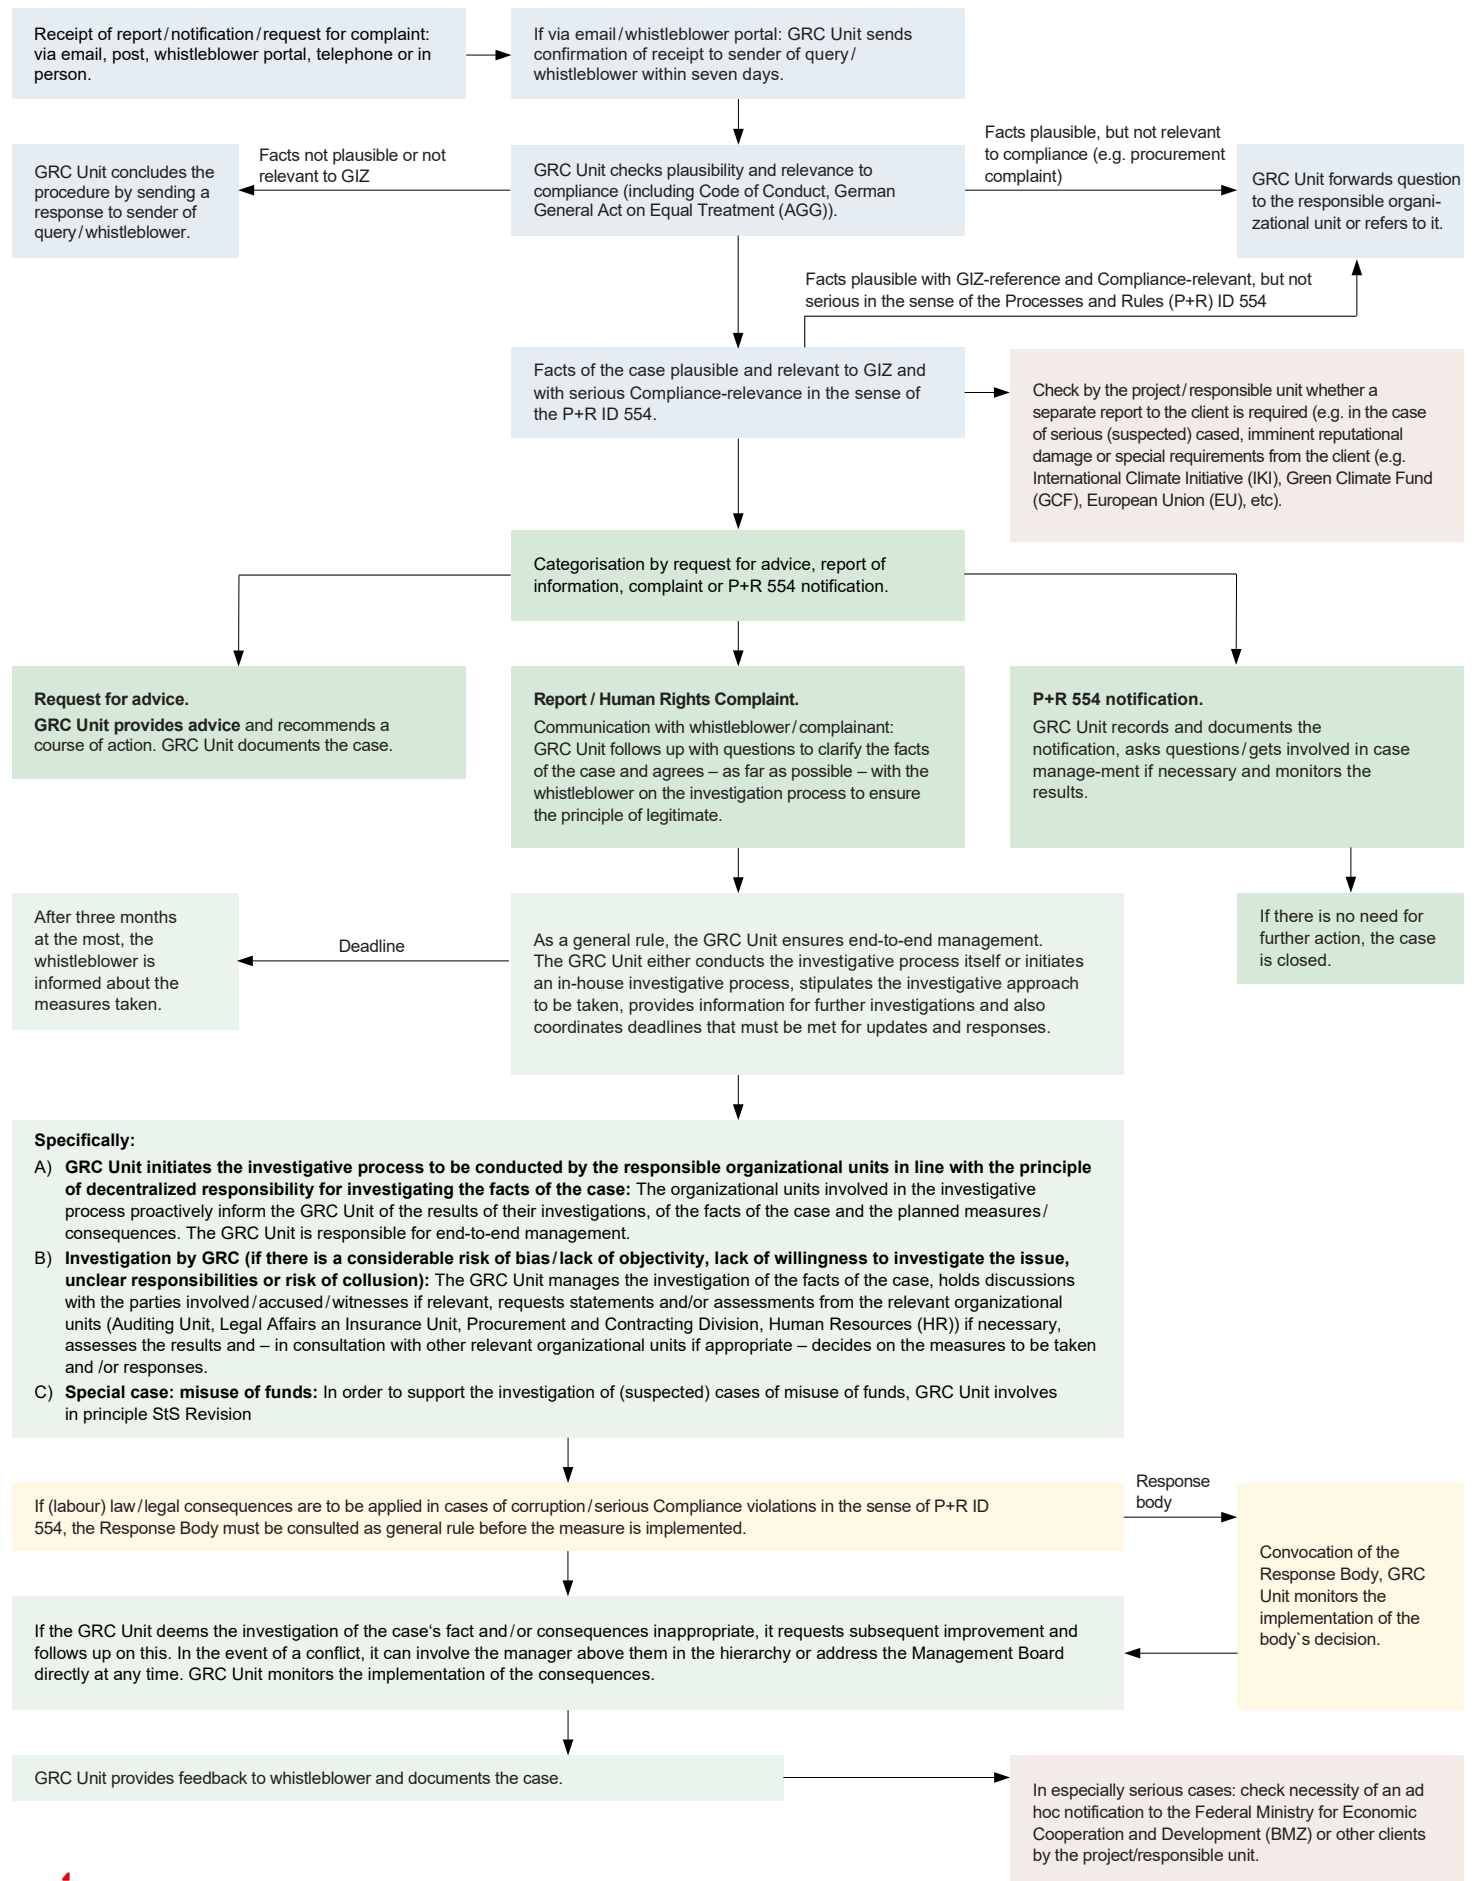 Receipt of report/notification/request for complaint:
via email, post, whistleblower portal, telephone or in
person.
If via email/whistleblower portal: GRC Unit sends
confirmation of receipt to sender of query/
whistleblower within seven days.
GRC Unit concludes the
procedure by sending a
response to sender of
query/whistleblower.
Facts not plausible or not
relevant to GIZ
GRC Unit checks plausibility and relevance to
compliance (including Code of Conduct, German
General Act on Equal Treatment (AGG)).
Facts plausible, but not relevant
to compliance (e.g. procurement
complaint)
GRC Unit forwards question
to the responsible organi-
zational unit or refers to it.
Facts plausible with GIZ-reference and Compliance-relevant, but not
serious in the sense of the Processes and Rules (P+R) ID 554
Facts of the case plausible and relevant to GIZ and
with serious Compliance-relevance in the sense of
the P+R ID 554.
Check by the project/responsible unit whether a
separate report to the client is required (e.g. in the case
of serious (suspected) cased, imminent reputational
damage or special requirements from the client (e.g.
International Climate Initiative (IKI), Green Climate Fund
(GCF), European Union (EU), etc).
Categorisation by request for advice, report of
information, complaint or P+R 554 notification.
Request for advice.
GRC Unit provides advice and recommends a
course of action. GRC Unit documents the case.
Report / Human Rights Complaint.
Communication with whistleblower/complainant:
GRC Unit follows up with questions to clarify the facts
of the case and agrees – as far as possible – with the
whistleblower on the investigation process to ensure
the principle of legitimate.
P+R 554 notification.
GRC Unit records and documents the
notification, asks questions/gets involved in case
manage-ment if necessary and monitors the
results.
After three months
at the most, the
whistleblower is
informed about the
measures taken.
Deadline
As a general rule, the GRC Unit ensures end-to-end management.
The GRC Unit either conducts the investigative process itself or initiates
an in-house investigative process, stipulates the investigative approach
to be taken, provides information for further investigations and also
coordinates deadlines that must be met for updates and responses.
If there is no need for
further action, the case
is closed.
Specifically:
A) GRC Unit initiates the investigative process to be conducted by the responsible organizational units in line with the principle
of decentralized responsibility for investigating the facts of the case: The organizational units involved in the investigative
process proactively inform the GRC Unit of the results of their investigations, of the facts of the case and the planned measures/
consequences. The GRC Unit is responsible for end-to-end management.
B) Investigation by GRC (if there is a considerable risk of bias/lack of objectivity, lack of willingness to investigate the issue,
unclear responsibilities or risk of collusion): The GRC Unit manages the investigation of the facts of the case, holds discussions
with the parties involved/accused/witnesses if relevant, requests statements and/or assessments from the relevant organizational
units (Auditing Unit, Legal Affairs an Insurance Unit, Procurement and Contracting Division, Human Resources (HR)) if necessary,
assesses the results and – in consultation with other relevant organizational units if appropriate – decides on the measures to be taken
and /or responses.
C) Special case: misuse of funds: In order to support the investigation of (suspected) cases of misuse of funds, GRC Unit involves
in principle StS Revision
If (labour) law/legal consequences are to be applied in cases of corruption/serious Compliance violations in the sense of P+R ID
554, the Response Body must be consulted as general rule before the measure is implemented.
Response
body
Convocation of the
Response Body, GRC
Unit monitors the
implementation of the
body`s decision.
If the GRC Unit deems the investigation of the case‘s fact and/or consequences inappropriate, it requests subsequent improvement and
follows up on this. In the event of a conflict, it can involve the manager above them in the hierarchy or address the Management Board
directly at any time. GRC Unit monitors the implementation of the consequences.
GRC Unit provides feedback to whistleblower and documents the case.
In especially serious cases: check necessity of an ad
hoc notification to the Federal Ministry for Economic
Cooperation and Development (BMZ) or other clients
by the project/responsible unit.